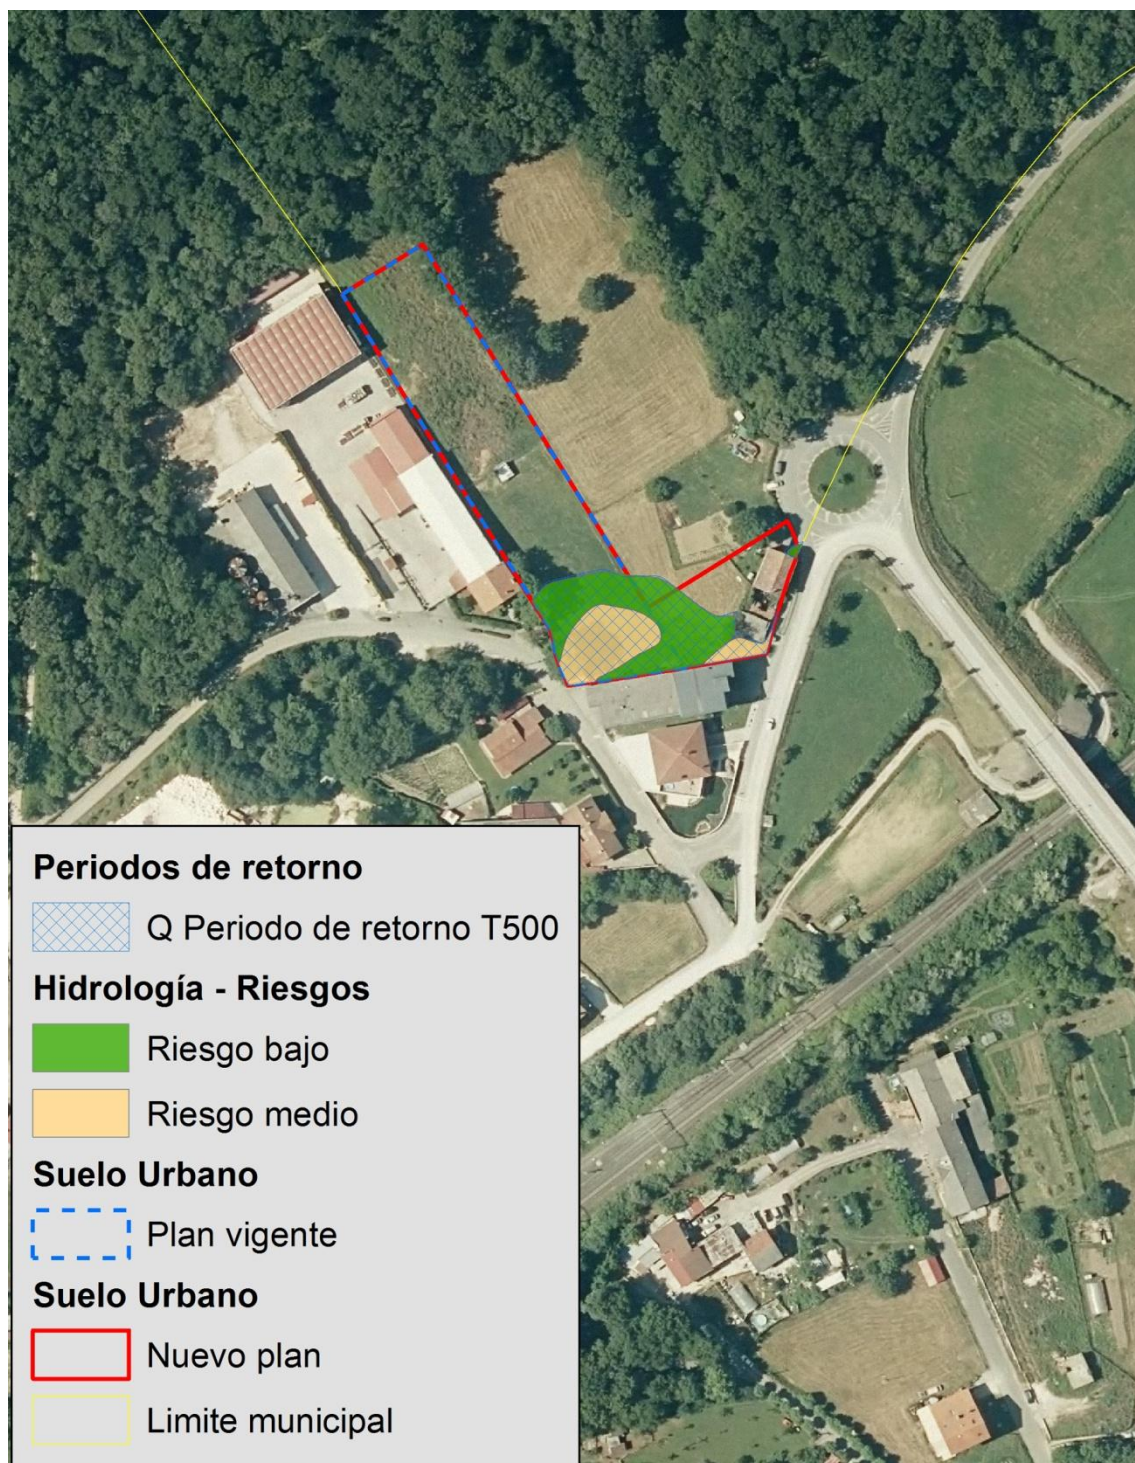 Periodos de retorno
Q Periodo de retorno T500
Hidrología - Riesgos
Riesgo bajo
Riesgo medio
Suelo Urbano
Plan vigente
Suelo Urbano
Nuevo plan
Limite municipal